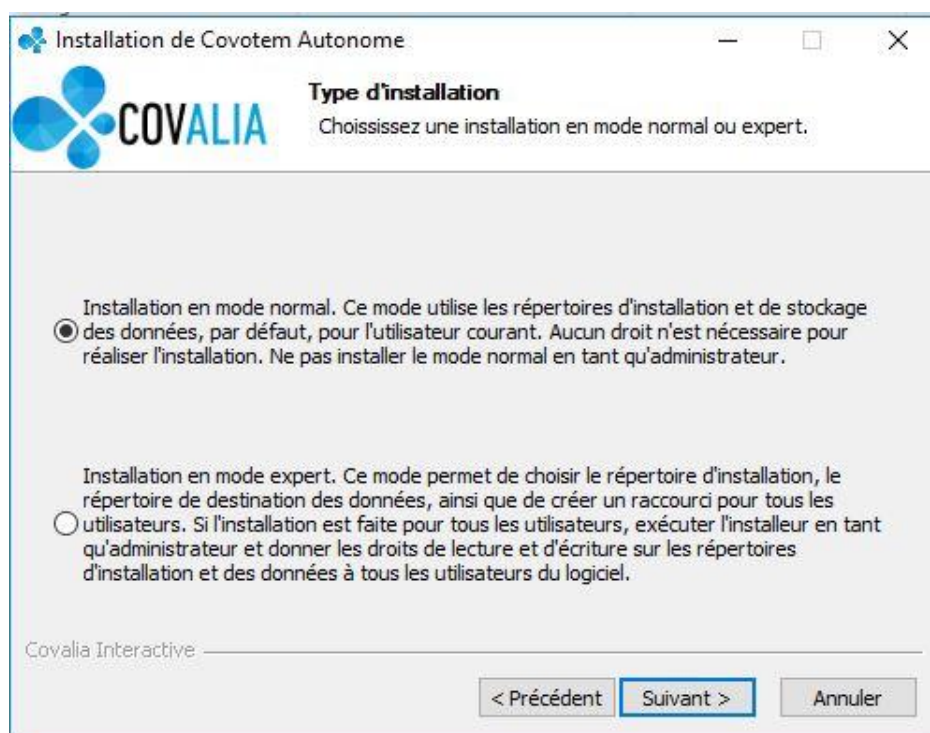 Installation de Covotem Autonome
COVALIA
Type d'installation
Choississez une installation en mode normal ou expert.
Installation en mode normal. Ce mode utilise les répertoires d'installation et de stockage
des données, par défaut, pour l'utilisateur courant. Aucun droit n'est nécessaire pour
réaliser l'installation. Ne pas installer le mode normal en tant qu'administrateur.
Installation en mode expert. Ce mode permet de choisir le répertoire d'installation, le
répertoire de destination des données, ainsi que de créer un raccourci pour tous les
utilisateurs. Si l'installation est faite pour tous les utilisateurs, exécuter l'installeur en tant
qu'administrateur et donner les droits de lecture et d'écriture sur les répertoires
d'installation et des données à tous les utilisateurs du logiciel.
Covalia Interactive
< Précédent Suivant > Annuler